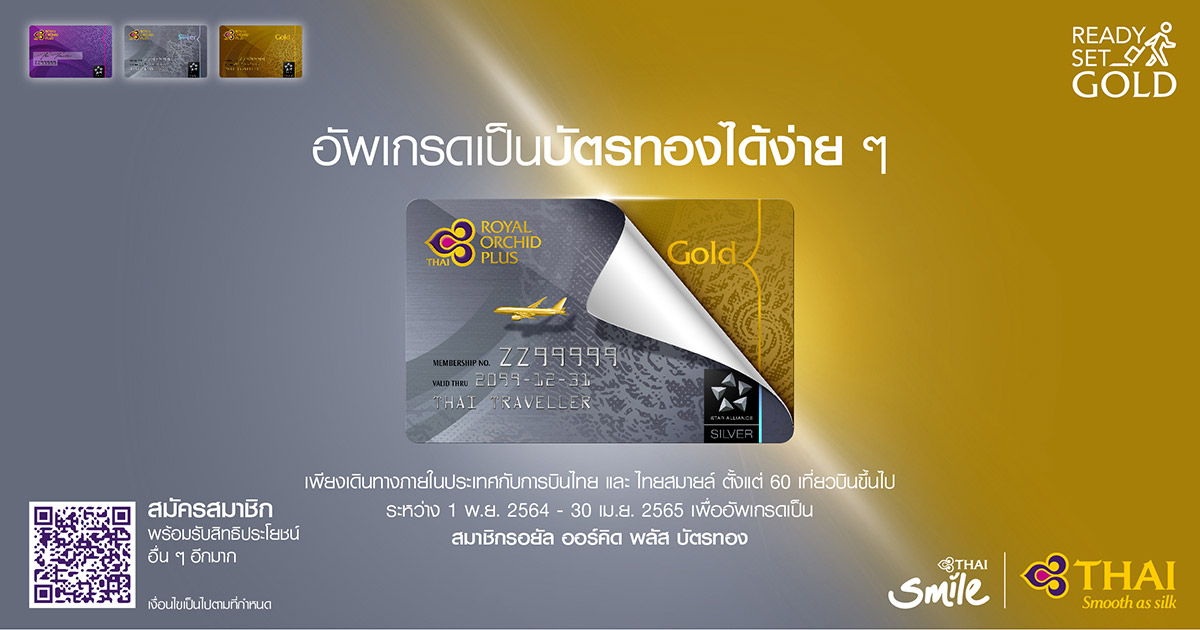 ROYAL
ORCHID
PLUS
Silver
Gold
READY
SET
GOLD
อัพเกรดเป็นบัตรทองได้ง่าย ๆ
THAI
ROYAL
ORCHID
PLUS
Gold
MEMBERSHIP NO. ZZ99999
VALID THRU 2099-12-31
THAI TRAVELLER
STAR ALLIANCE
SILVER
เพียงเดินทางภายในประเทศกับการบินไทย และ ไทยสมายล์ ตั้งแต่ 60 เที่ยวบินขึ้นไป
ระหว่าง 1 พ.ย. 2564 - 30 เม.ย. 2565 เพื่ออัพเกรดเป็น
สมาชิกรอยัล ออร์คิด พลัส บัตรทอง
สมัครสมาชิก
พร้อมรับสิทธิประโยชน์
อื่น ๆ อีกมาก
เงื่อนไขเป็นไปตามที่กำหนด
THAI
Smile
THAI
Smooth as silk